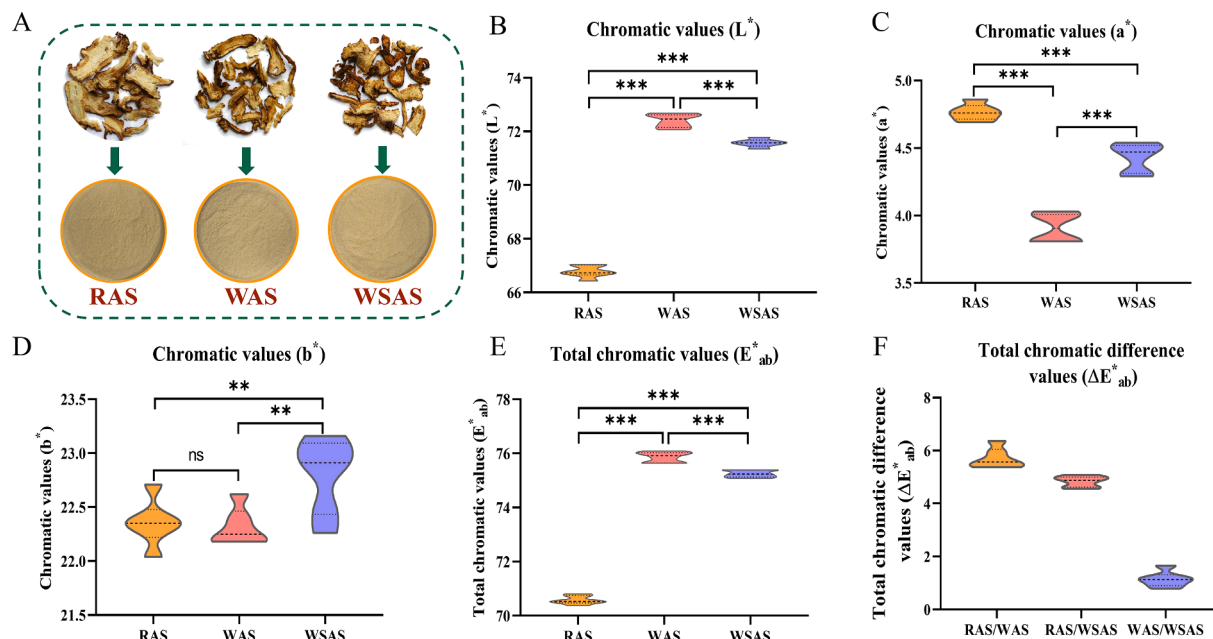 A
RAS
WAS
WSAS
B
Chromatic values (L*)
Chromatic values (L*)
74
72
70
68
66
***
***
***
RAS
WAS
WSAS
C
Chromatic values (a*)
Chromatic values (a*)
5.0
4.5
4.0
3.5
***
***
***
RAS
WAS
WSAS
D
Chromatic values (b*)
Chromatic values (b*)
23.5
23.0
22.5
22.0
21.5
**
**
ns
RAS
WAS
WSAS
E
Total chromatic values (E*ab)
Total chromatic values (E*ab)
78
76
74
72
70
***
***
***
RAS
WAS
WSAS
F
Total chromatic difference
values (ΔE*ab)
Total chromatic difference
values (ΔE*ab)
8
6
4
2
0
RAS/WAS
RAS/WSAS
WAS/WSAS